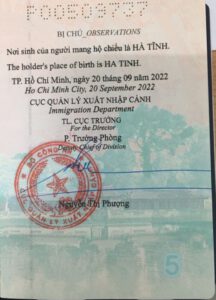 BỊ CHÚ_OBSERVATIONS
Nơi sinh của người mang hộ chiếu là HÀ TĨNH.
The holder's place of birth is HA TINH.
TP. Hồ Chí Minh, ngày 20 tháng 09 năm 2022
Ho Chi Minh City, 20 September 2022
CỤC QUẢN LÝ XUẤT NHẬP CẢNH
Immigration Department
TL. CỤC TRƯỞNG
For the Director
P. Trưởng Phòng
Deputy Chief of Division
Nguyễn Thị Phượng
5